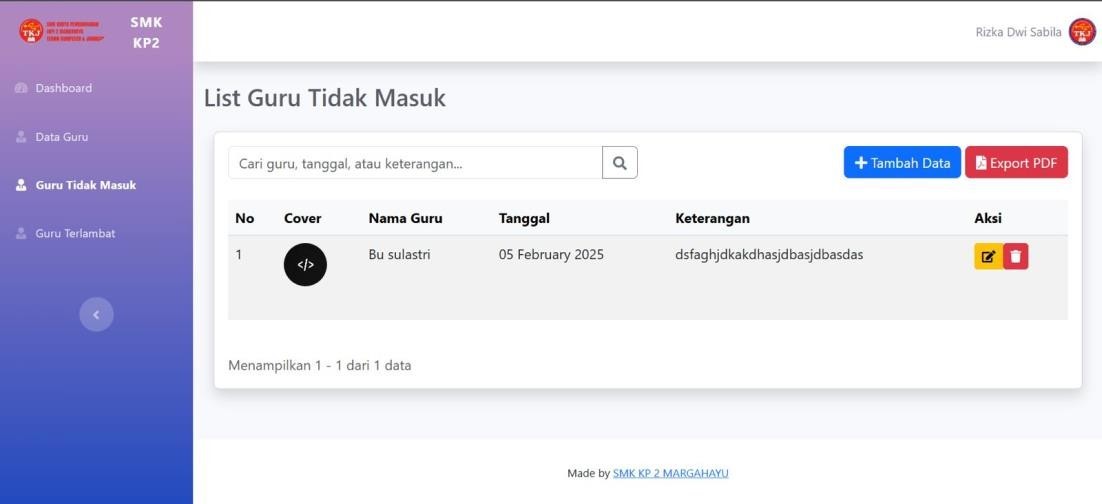 SMK
KP2
Rizka Dwi Sabila
Dashboard
Data Guru
Guru Tidak Masuk
Guru Terlambat
List Guru Tidak Masuk
Cari guru, tanggal, atau keterangan...
Tambah Data
Export PDF
No Cover Nama Guru Tanggal Keterangan Aksi
1 </> Bu sulastri 05 February 2025 dsfaghjdkakdhasjdbasjdbasdas
Menampilkan 1 - 1 dari 1 data
Made by SMK KP 2 MARGAHAYU